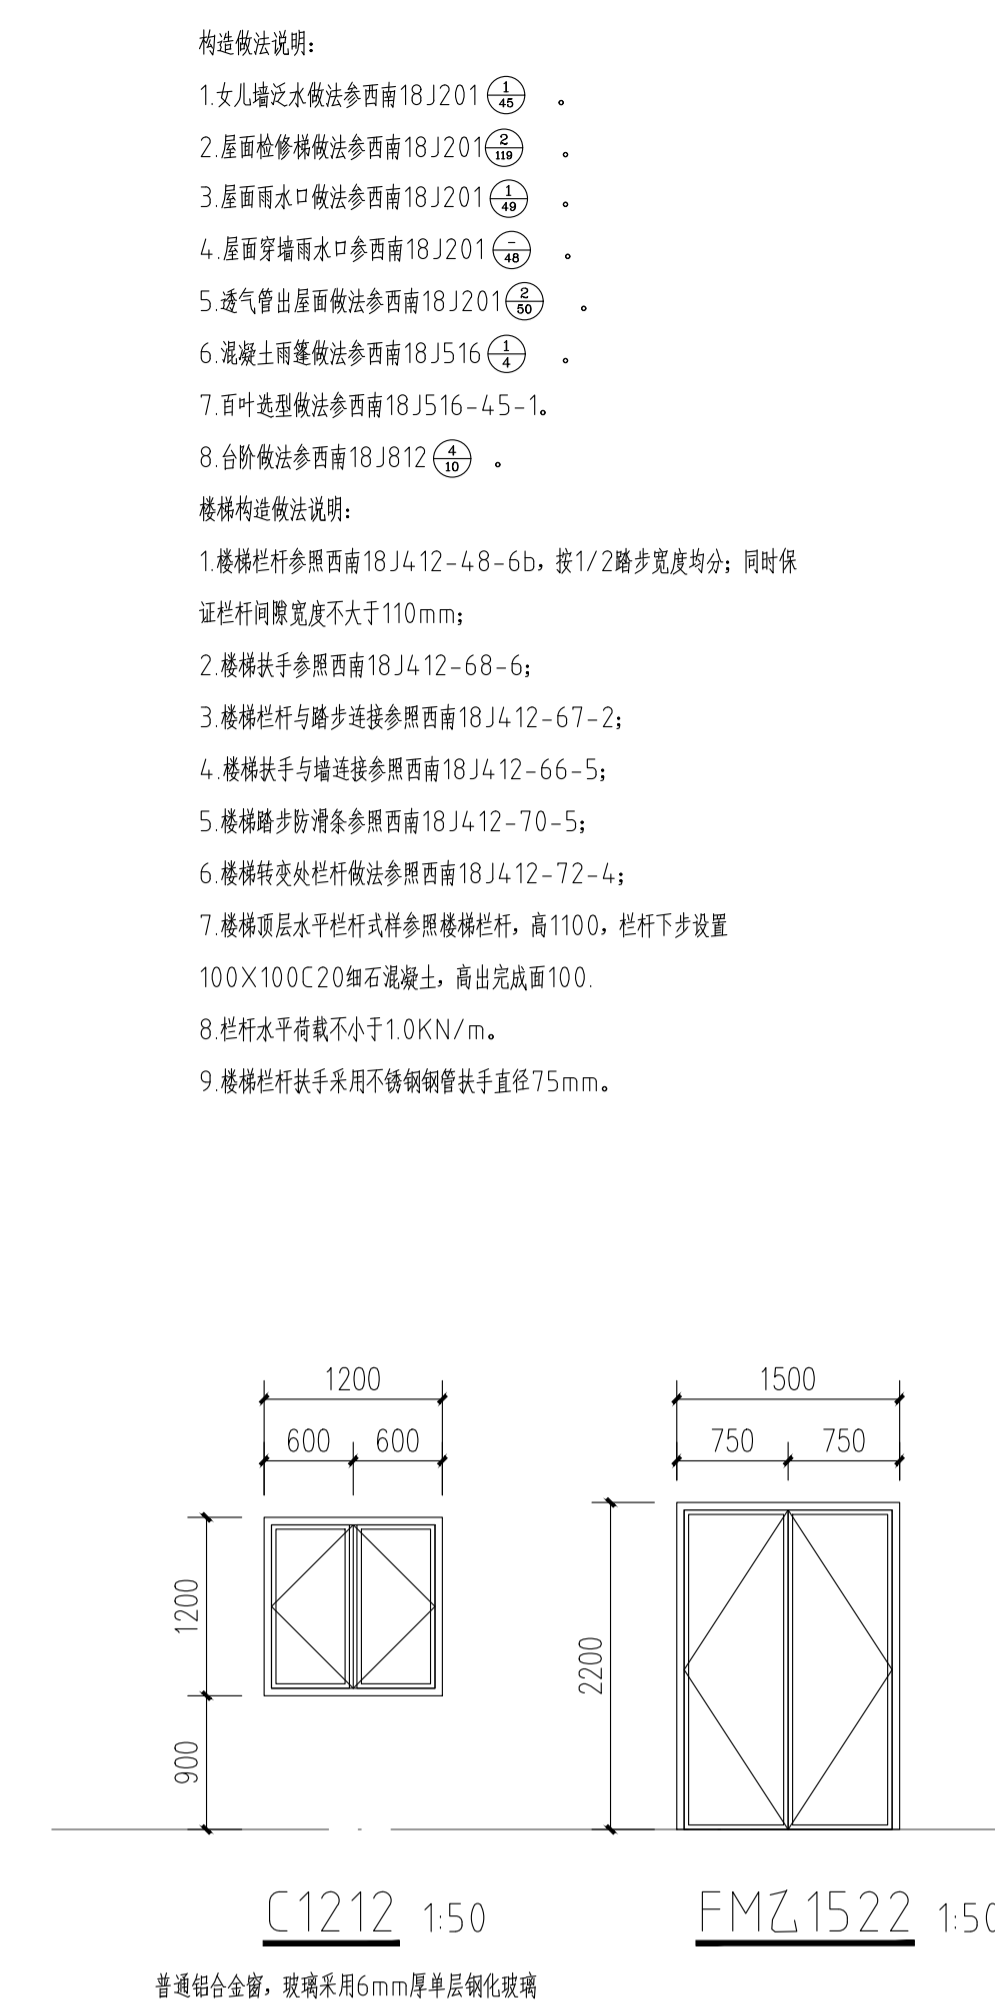 构造做法说明：
1.女儿墙泛水做法参西南18J201 1/45 。
2.屋面检修梯做法参西南18J201 2/119 。
3.屋面雨水口做法参西南18J201 1/49 。
4.屋面穿墙雨水口参西南18J201 -/48 。
5.透气管出屋面做法参西南18J201 2/50 。
6.混凝土雨篷做法参西南18J516 1/4 。
7.百叶选型做法参西南18J516-45-1。
8.台阶做法参西南18J812 4/10 。
楼梯构造做法说明：
1.楼梯栏杆参照西南18J412-48-6b，按1/2踏步宽度均分；同时保
证栏杆间隙宽度不大于110mm；
2.楼梯扶手参照西南18J412-68-6；
3.楼梯栏杆与踏步连接参照西南18J412-67-2；
4.楼梯扶手与墙连接参照西南18J412-66-5；
5.楼梯踏步防滑条参照西南18J412-70-5；
6.楼梯转变处栏杆做法参照西南18J412-72-4；
7.楼梯顶层水平栏杆式样参照楼梯栏杆，高1100，栏杆下步设置
100X100C20细石混凝土，高出完成面100.
8.栏杆水平荷载不小于1.0KN/m。
9.楼梯栏杆扶手采用不锈钢钢管扶手直径75mm。
1200
600 600
1200
900
1500
750 750
2200
C1212 1:50
FM乙1522 1:50
普通铝合金窗，玻璃采用6mm厚单层钢化玻璃